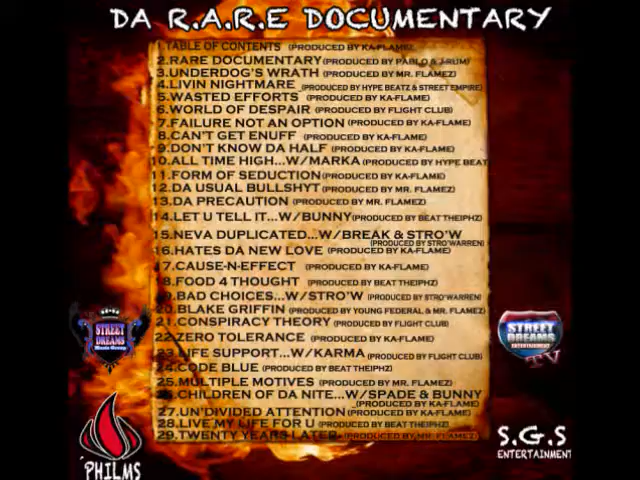 DA R.A.R.E DOCUMENTARY
1.TABLE OF CONTENTS (PRODUCED BY KA-FLAME)
2.RARE DOCUMENTARY (PRODUCED BY PABLO & J-RUM)
3.UNDERDOG'S WRATH (PRODUCED BY MR. FLAMEZ)
4.LIVIN NIGHTMARE (PRODUCED BY HYPE BEATZ & STREET EMPIRE)
5.WASTED EFFORTS (PRODUCED BY KA-FLAME)
6.WORLD OF DESPAIR (PRODUCED BY FLIGHT CLUB)
7.FAILURE NOT AN OPTION (PRODUCED BY KA-FLAME)
8.CAN'T GET ENUFF (PRODUCED BY KA-FLAME)
9.DON'T KNOW DA HALF (PRODUCED BY KA-FLAME)
10.ALL TIME HIGH...W/MARKA (PRODUCED BY HYPE BEAT
11.FORM OF SEDUCTION (PRODUCED BY KA-FLAME)
12.DA USUAL BULLSHYT (PRODUCED BY MR. FLAMEZ)
13.DA PRECAUTION (PRODUCED BY MR. FLAMEZ)
14.LET U TELL IT...W/BUNNY (PRODUCED BY BEAT THEIPHZ)
15.NEVA DUPLICATED...W/BREAK & STRO'W
(PRODUCED BY STRO'WARREN)
16.HATES DA NEW LOVE (PRODUCED BY KA-FLAME)
17.CAUSE-N-EFFECT (PRODUCED BY KA-FLAME)
18.FOOD 4 THOUGHT (PRODUCED BY BEAT THEIPHZ)
19.BAD CHOICES...W/STRO'W (PRODUCED BY STRO'WARREN)
20.BLAKE GRIFFIN (PRODUCED BY YOUNG FEDERAL & MR. FLAMEZ)
21.CONSPIRACY THEORY (PRODUCED BY FLIGHT CLUB)
22.ZERO TOLERANCE (PRODUCED BY KA-FLAME)
23.LIFE SUPPORT...W/KARMA (PRODUCED BY FLIGHT CLUB)
24.CODE BLUE (PRODUCED BY BEAT THEIPHZ)
25.MULTIPLE MOTIVES (PRODUCED BY MR. FLAMEZ)
26.CHILDREN OF DA NITE...W/SPADE & BUNNY
(PRODUCED BY KA-FLAME)
27.UN'DIVIDED ATTENTION (PRODUCED BY KA-FLAME)
28.LIVE MY LIFE FOR U (PRODUCED BY BEAT THEIPHZ)
29.TWENTY YEARS LATER (PRODUCED BY MR. FLAMEZ)
STREET
DREAMS
Music Group
STREET
DREAMS
ENTERTAINMENT
TV
'PHILMS
S.G.S
ENTERTAINMENT